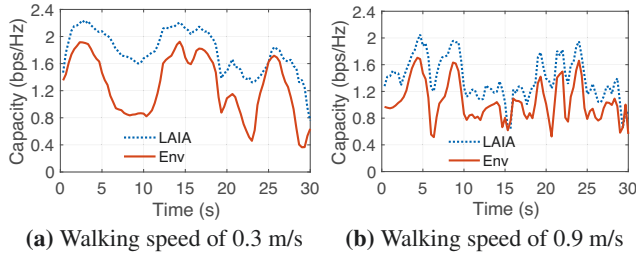 Capacity (bps/Hz)
2.4
2
1.6
1.2
0.8
0.4
0
LAIA
Env
0 5 10 15 20 25 30
Time (s)
(a) Walking speed of 0.3 m/s
Capacity (bps/Hz)
2.4
2
1.6
1.2
0.8
0.4
0
LAIA
Env
0 5 10 15 20 25 30
Time (s)
(b) Walking speed of 0.9 m/s